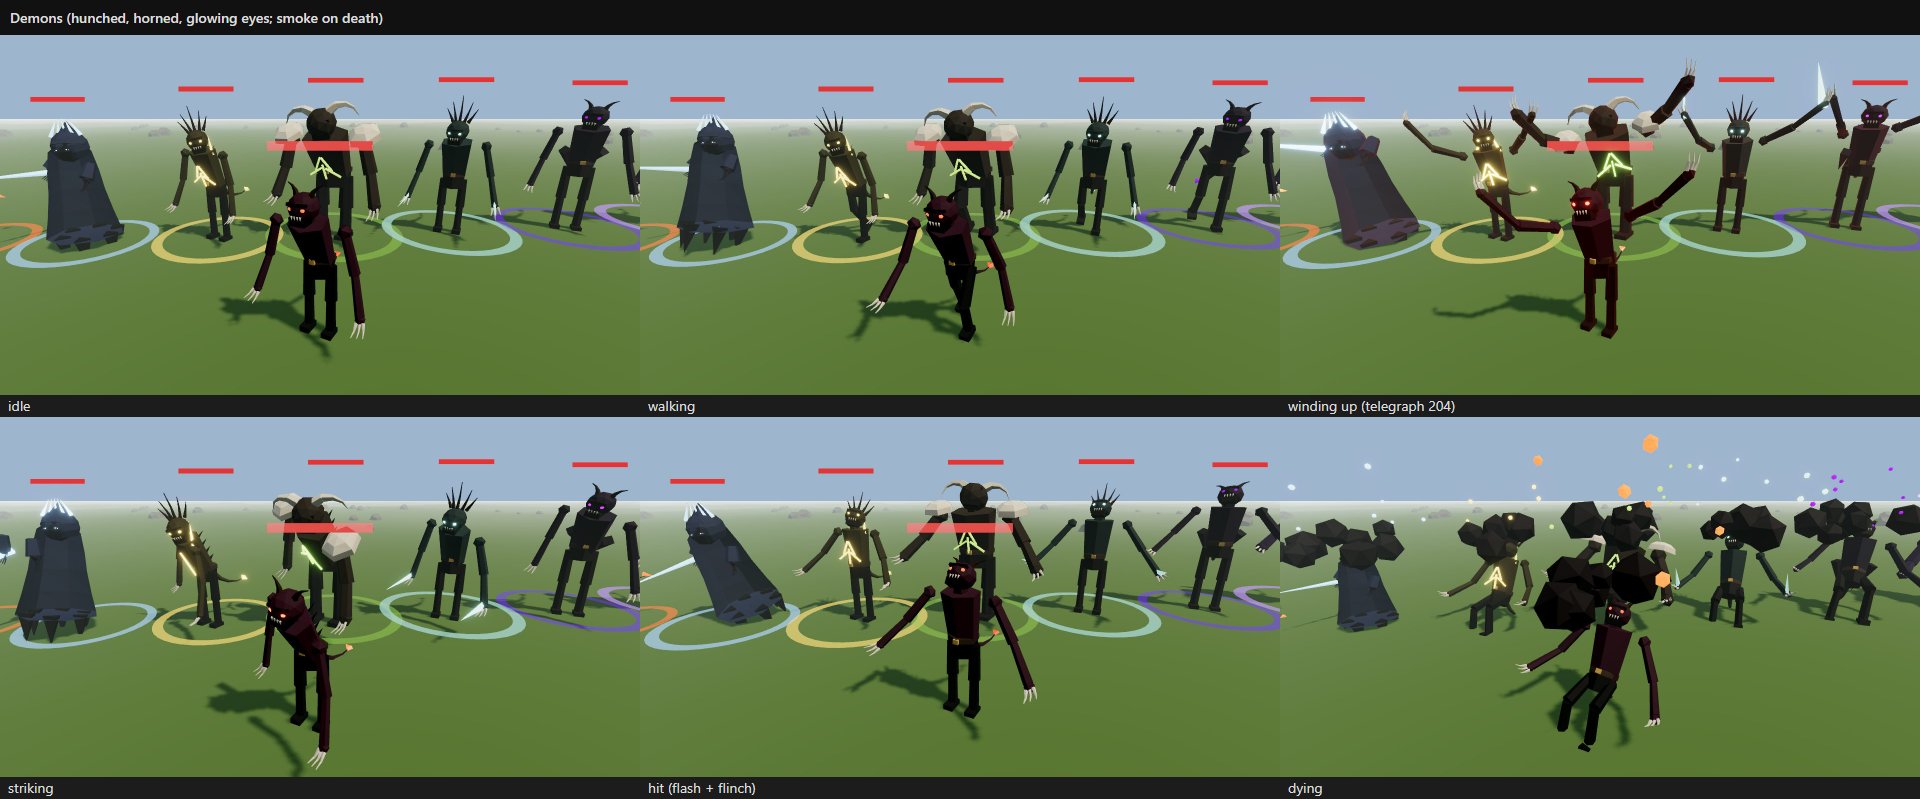 Demons (hunched, horned, glowing eyes; smoke on death)
idle
walking
winding up (telegraph 204)
striking
hit (flash + flinch)
dying